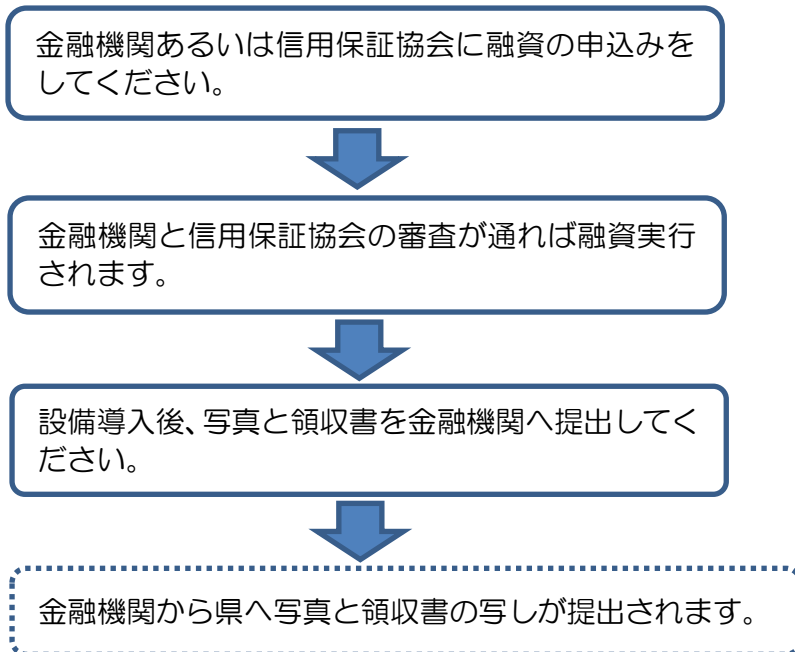 金融機関あるいは信用保証協会に融資の申込みを
してください。
金融機関と信用保証協会の審査が通れば融資実行
されます。
設備導入後、写真と領収書を金融機関へ提出してく
ださい。
金融機関から県へ写真と領収書の写しが提出されます。